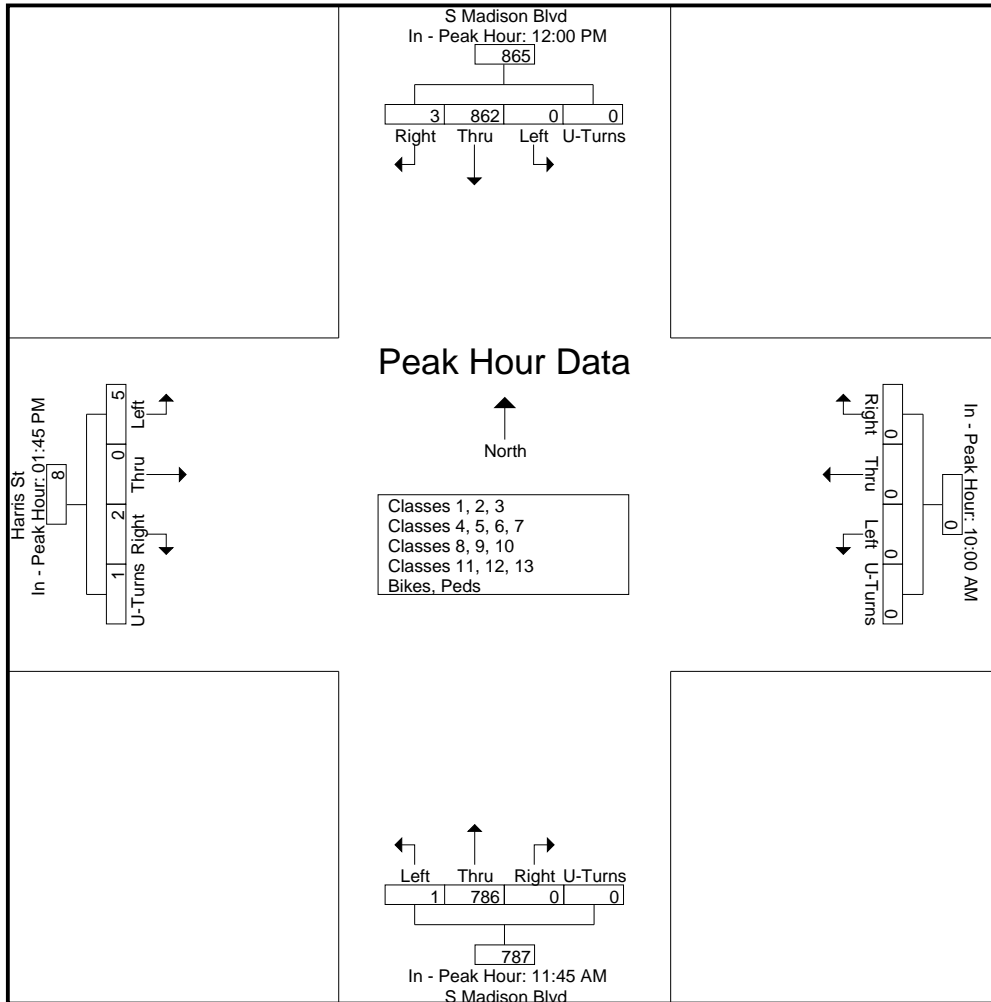 S Madison Blvd
In - Peak Hour: 12:00 PM
865
3 862 0 0
Right Thru Left U-Turns
Peak Hour Data
North
Classes 1, 2, 3
Classes 4, 5, 6, 7
Classes 8, 9, 10
Classes 11, 12, 13
Bikes, Peds
Harris St
In - Peak Hour: 01:45 PM
8
5 0 2 1
Left Thru Right U-Turns
In - Peak Hour: 10:00 AM
0
0 0 0 0
Right Thru Left U-Turns
Left Thru Right U-Turns
1 786 0 0
787
In - Peak Hour: 11:45 AM
S Madison Blvd